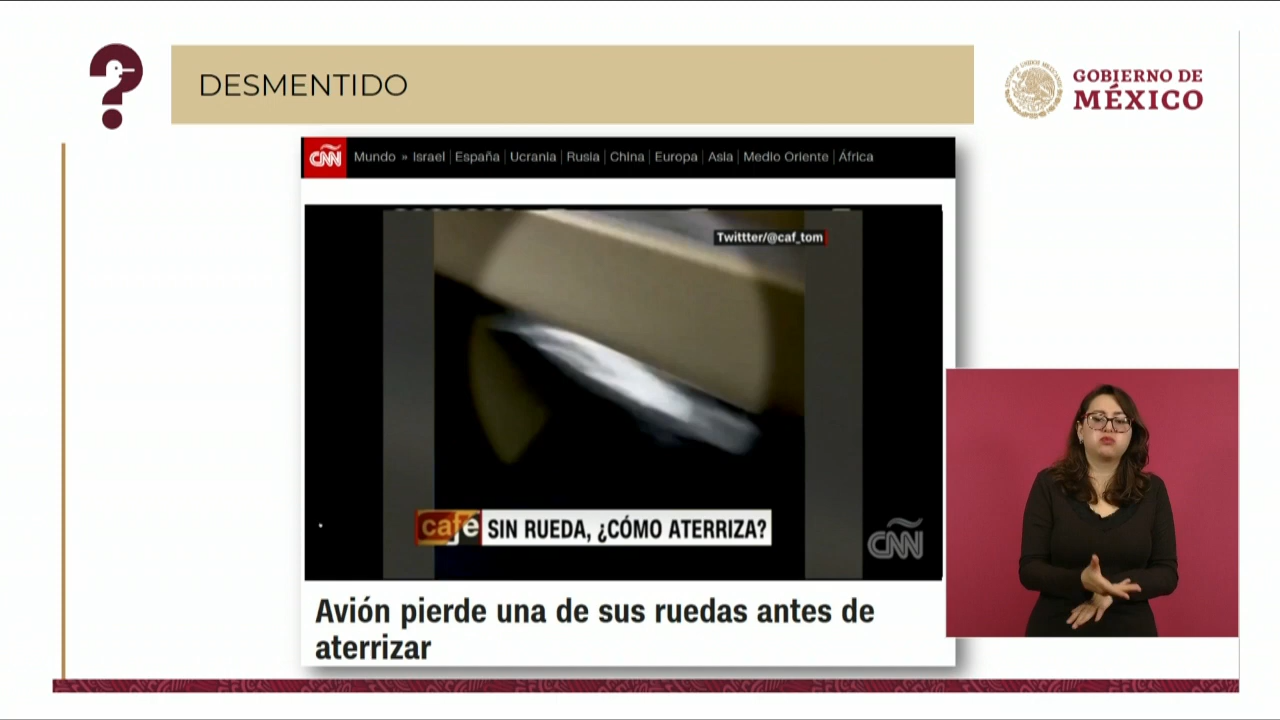 DESMENTIDO
GOBIERNO DE
MÉXICO
CNN Mundo » Israel | España | Ucrania | Rusia | China | Europa | Asia | Medio Oriente | África
Twittter/@caf_tom
café SIN RUEDA, ¿CÓMO ATERRIZA?
CNN
Avión pierde una de sus ruedas antes de
aterrizar